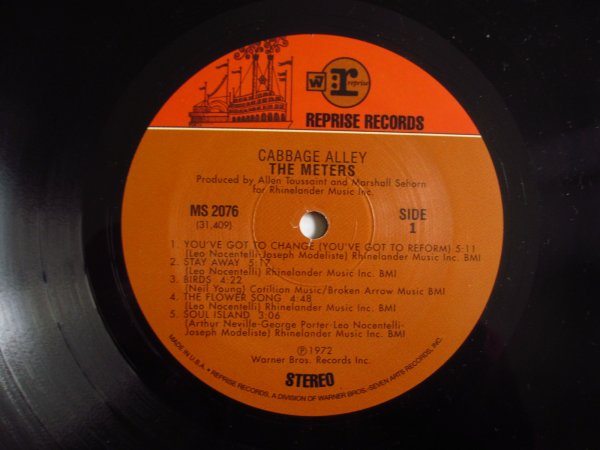 W r reprise
REPRISE RECORDS
CABBAGE ALLEY
THE METERS
Produced by Allen Toussaint and Marshall Sehorn
for Rhinelander Music Inc.
MS 2076
(31,409)
SIDE
1
1. YOU'VE GOT TO CHANGE (YOU'VE GOT TO REFORM) 5:11
(Leo Nocentelli-Joseph Modeliste) Rhinelander Music Inc. BMI
2. STAY AWAY 5:17
(Leo Nocentelli) Rhinelander Music Inc. BMI
3. BIRDS 4:22
(Neil Young) Cotillion Music/Broken Arrow Music BMI
4. THE FLOWER SONG 4:48
(Leo Nocentelli) Rhinelander Music Inc. BMI
5. SOUL ISLAND 3:06
(Arthur Neville-George Porter-Leo Nocentelli-
Joseph Modeliste) Rhinelander Music Inc. BMI
℗1972
Warner Bros. Records Inc.
STEREO
MADE IN U.S.A. • REPRISE RECORDS, A DIVISION OF WARNER BROS.-SEVEN ARTS RECORDS, INC.